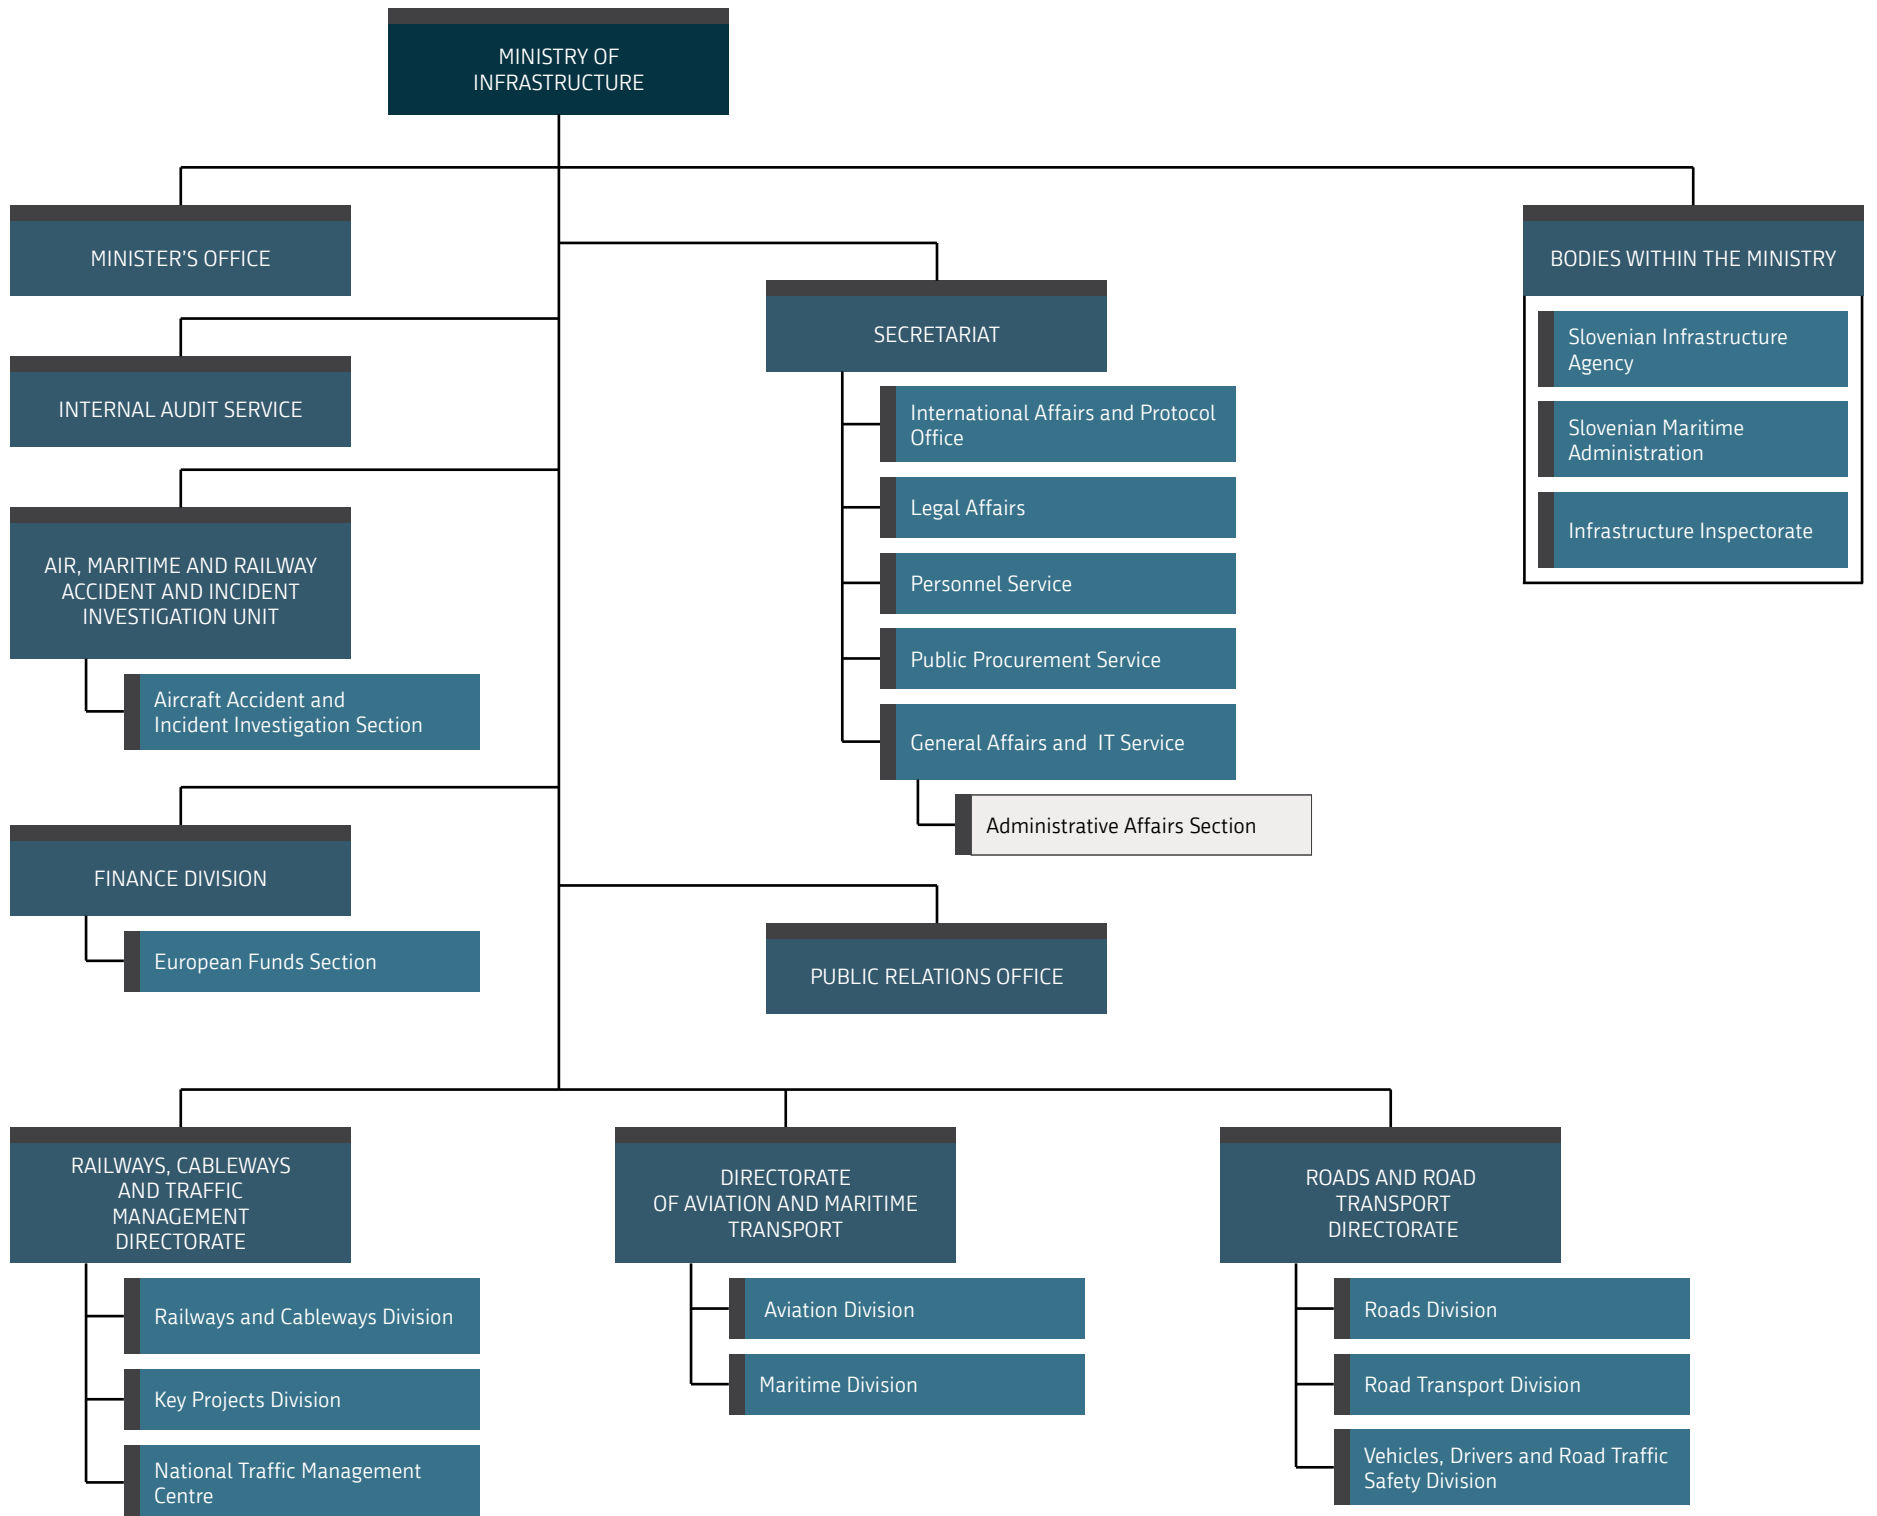 MINISTRY OF
INFRASTRUCTURE
MINISTER'S OFFICE
INTERNAL AUDIT SERVICE
AIR, MARITIME AND RAILWAY
ACCIDENT AND INCIDENT
INVESTIGATION UNIT
Aircraft Accident and
Incident Investigation Section
FINANCE DIVISION
European Funds Section
SECRETARIAT
International Affairs and Protocol
Office
Legal Affairs
Personnel Service
Public Procurement Service
General Affairs and IT Service
Administrative Affairs Section
PUBLIC RELATIONS OFFICE
BODIES WITHIN THE MINISTRY
Slovenian Infrastructure
Agency
Slovenian Maritime
Administration
Infrastructure Inspectorate
RAILWAYS, CABLEWAYS
AND TRAFFIC
MANAGEMENT
DIRECTORATE
Railways and Cableways Division
Key Projects Division
National Traffic Management
Centre
DIRECTORATE
OF AVIATION AND MARITIME
TRANSPORT
Aviation Division
Maritime Division
ROADS AND ROAD
TRANSPORT
DIRECTORATE
Roads Division
Road Transport Division
Vehicles, Drivers and Road Traffic
Safety Division